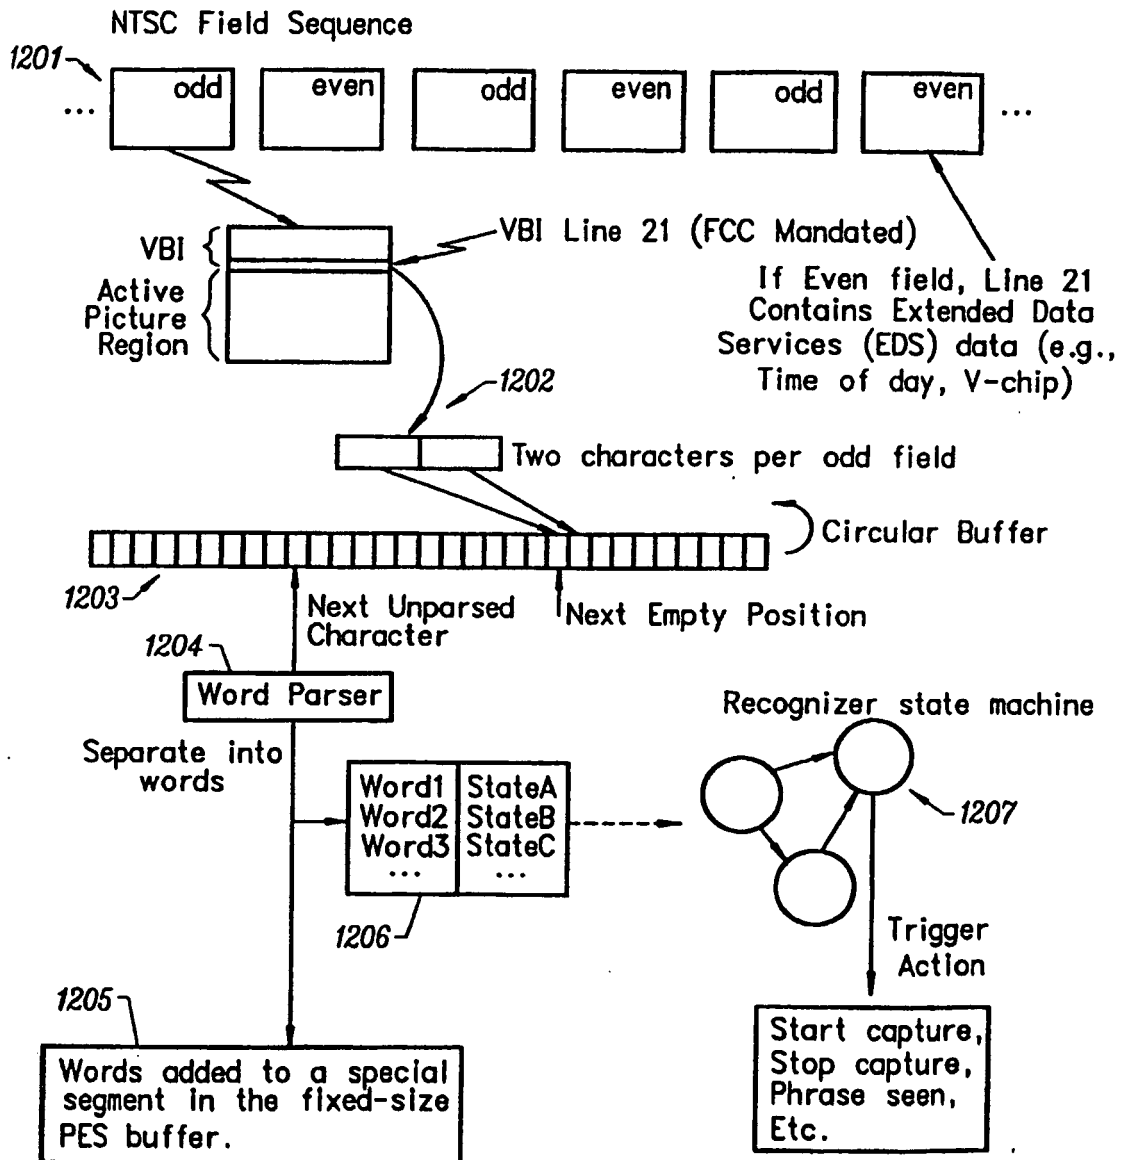 NTSC Field Sequence
1201
... odd even odd even odd even ...
VBI
VBI Line 21 (FCC Mandated)
Active
Picture
Region
If Even field, Line 21
Contains Extended Data
Services (EDS) data (e.g.,
Time of day, V-chip)
1202
Two characters per odd field
Circular Buffer
1203
Next Unparsed
Character
Next Empty Position
1204
Word Parser
Separate into
words
Word1 StateA
Word2 StateB
Word3 StateC
... ...
1206
Recognizer state machine
1207
Trigger
Action
1205
Words added to a special
segment in the fixed-size
PES buffer.
Start capture,
Stop capture,
Phrase seen,
Etc.